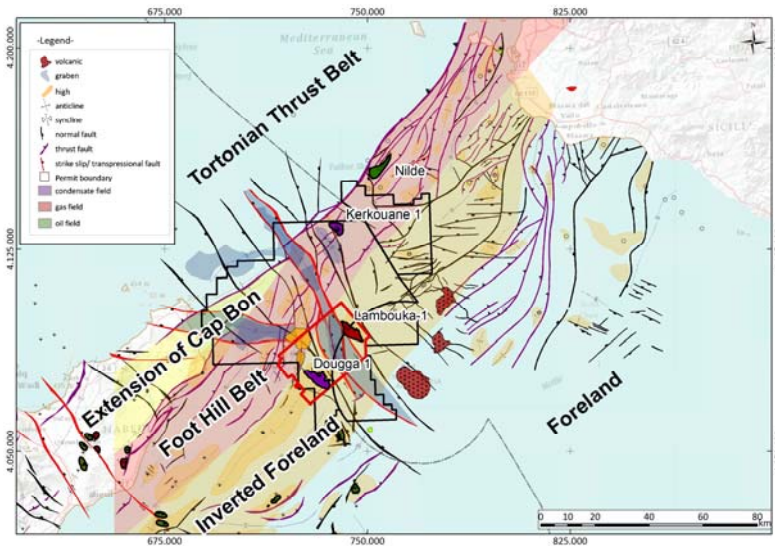 675.000 750.000 825.000
4.200.000
4.125.000
4.050.000
-Legend-
volcanic
graben
high
anticline
syncline
normal fault
thrust fault
strike slip/ transpressional fault
Permit boundary
condensate field
gas field
oil field
Mediterranean
Sea
Tortonian Thrust Belt
Nilde
Kerkouane 1
Lambouka-1
Dougga 1
Extension of Cap Bon
Foot Hill Belt
Inverted Foreland
Foreland
0 10 20 40 60 80
km
675.000 750.000 825.000